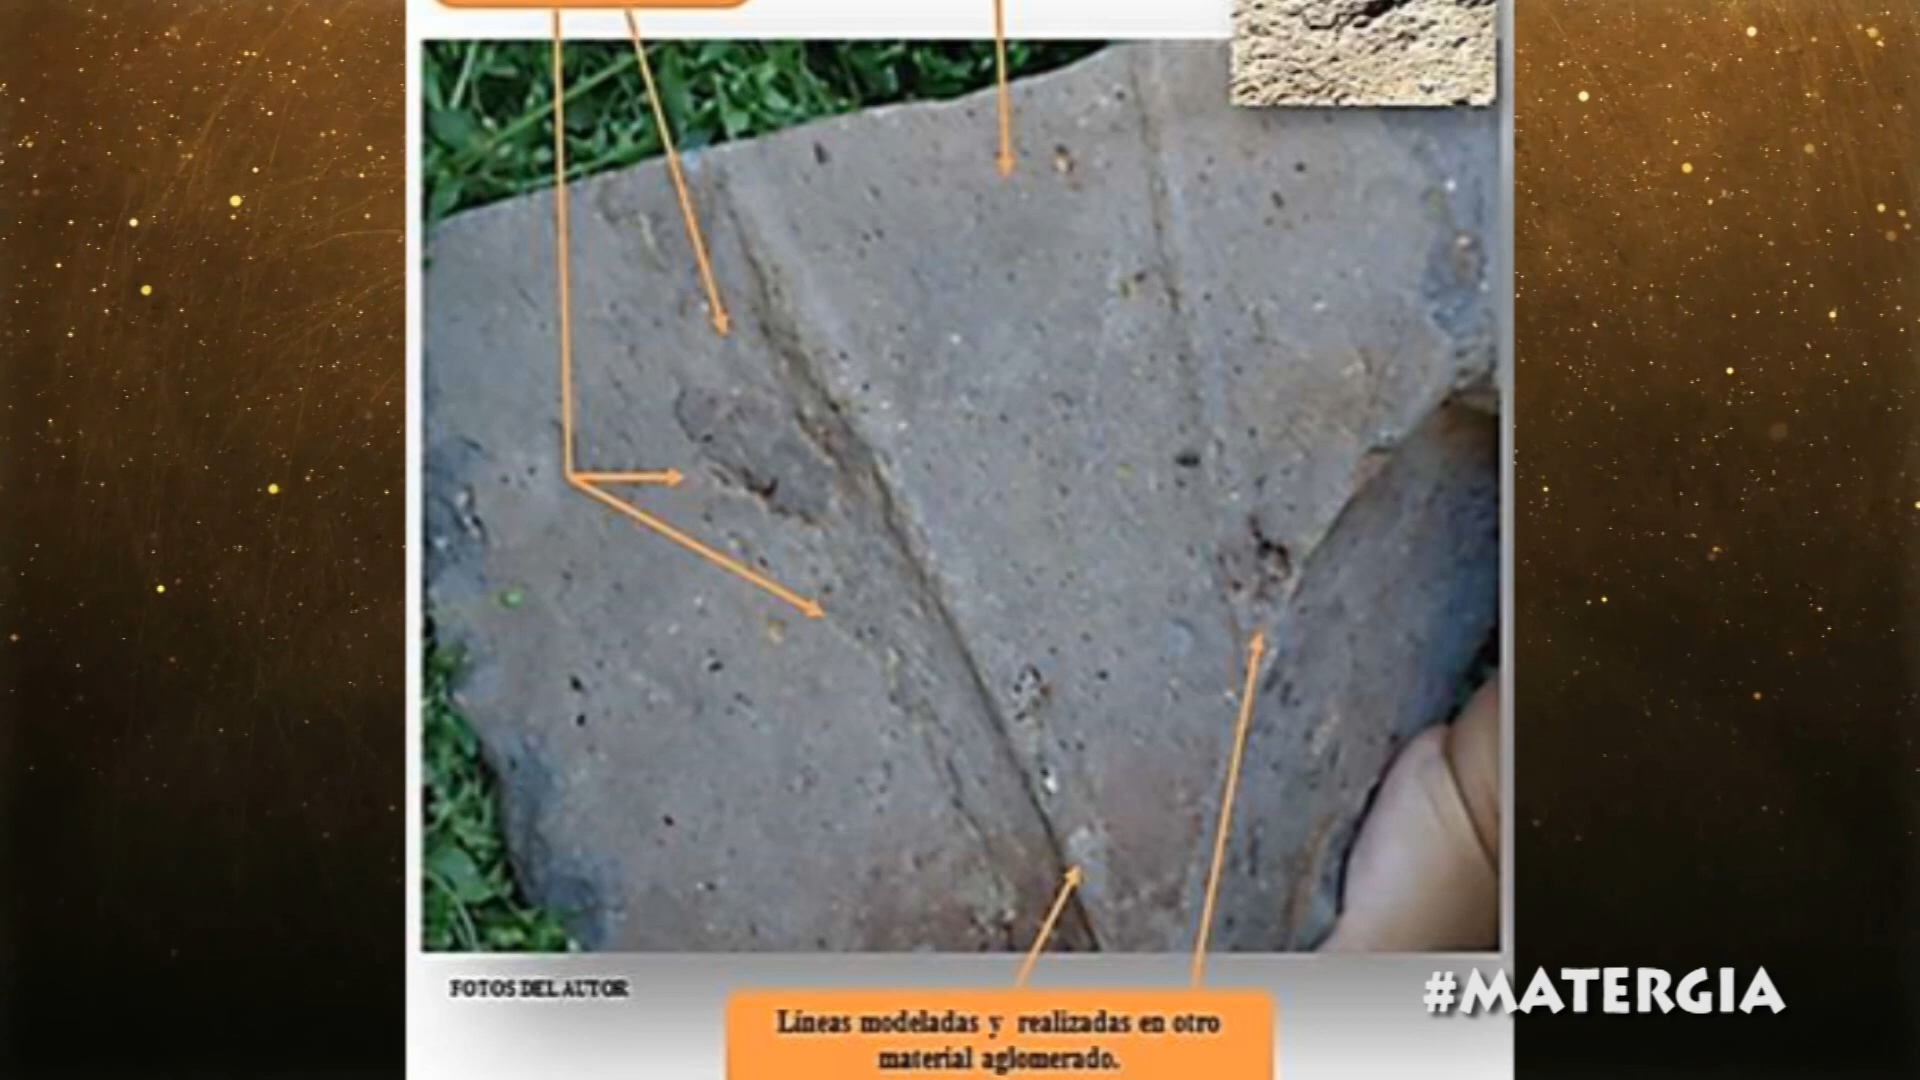 FOTOS DEL AUTOR
#MATERGIA
Líneas modeladas y realizadas en otro
material aglomerado.